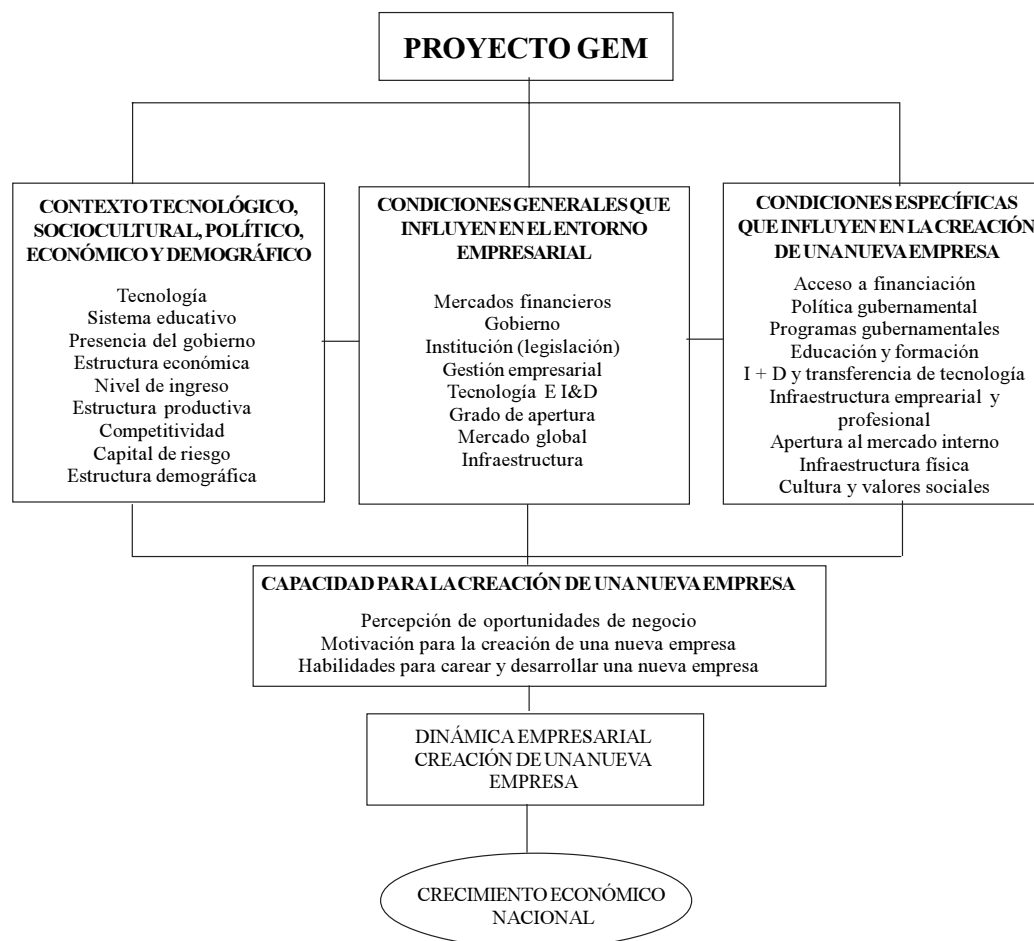 PROYECTO GEM
CONTEXTO TECNOLÓGICO,
SOCIOCULTURAL, POLÍTICO,
ECONÓMICO Y DEMOGRÁFICO
Tecnología
Sistema educativo
Presencia del gobierno
Estructura económica
Nivel de ingreso
Estructura productiva
Competitividad
Capital de riesgo
Estructura demográfica
CONDICIONES GENERALES QUE
INFLUYEN EN EL ENTORNO
EMPRESARIAL
Mercados financieros
Gobierno
Institución (legislación)
Gestión empresarial
Tecnología E I&D
Grado de apertura
Mercado global
Infraestructura
CONDICIONES ESPECÍFICAS
QUE INFLUYEN EN LA CREACIÓN
DE UNA NUEVA EMPRESA
Acceso a financiación
Política gubernamental
Programas gubernamentales
Educación y formación
I + D y transferencia de tecnología
Infraestructura emprearial y
profesional
Apertura al mercado interno
Infraestructura física
Cultura y valores sociales
CAPACIDAD PARA LA CREACIÓN DE UNA NUEVA EMPRESA
Percepción de oportunidades de negocio
Motivación para la creación de una nueva empresa
Habilidades para carear y desarrollar una nueva empresa
DINÁMICA EMPRESARIAL
CREACIÓN DE UNA NUEVA
EMPRESA
CRECIMIENTO ECONÓMICO
NACIONAL